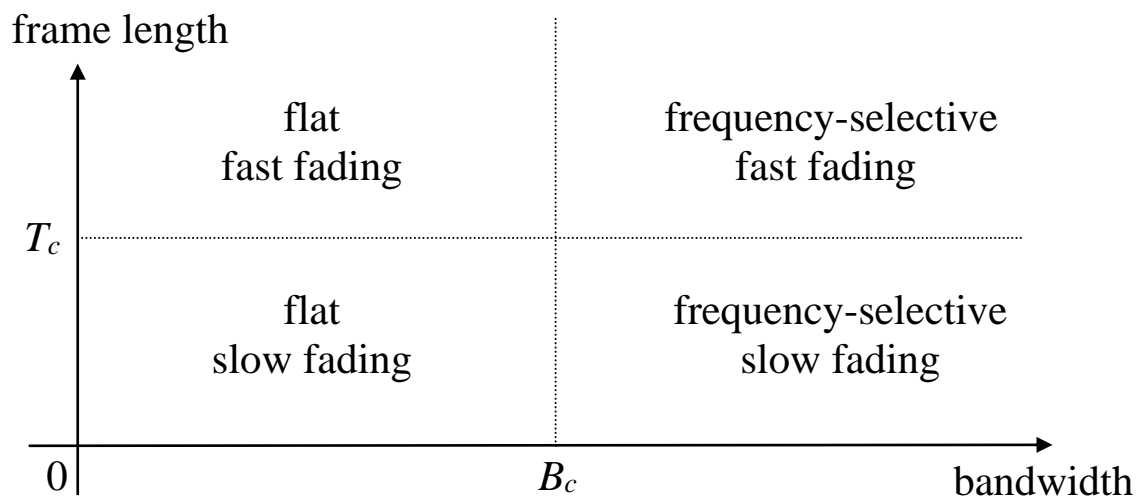 frame length
flat
fast fading
frequency-selective
fast fading
Tc
flat
slow fading
frequency-selective
slow fading
0
Bc
bandwidth